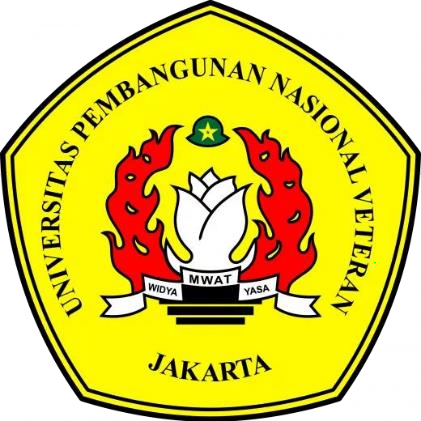 UNIVERSITAS PEMBANGUNAN NASIONAL VETERAN
WIDYA MWAT YASA
JAKARTA